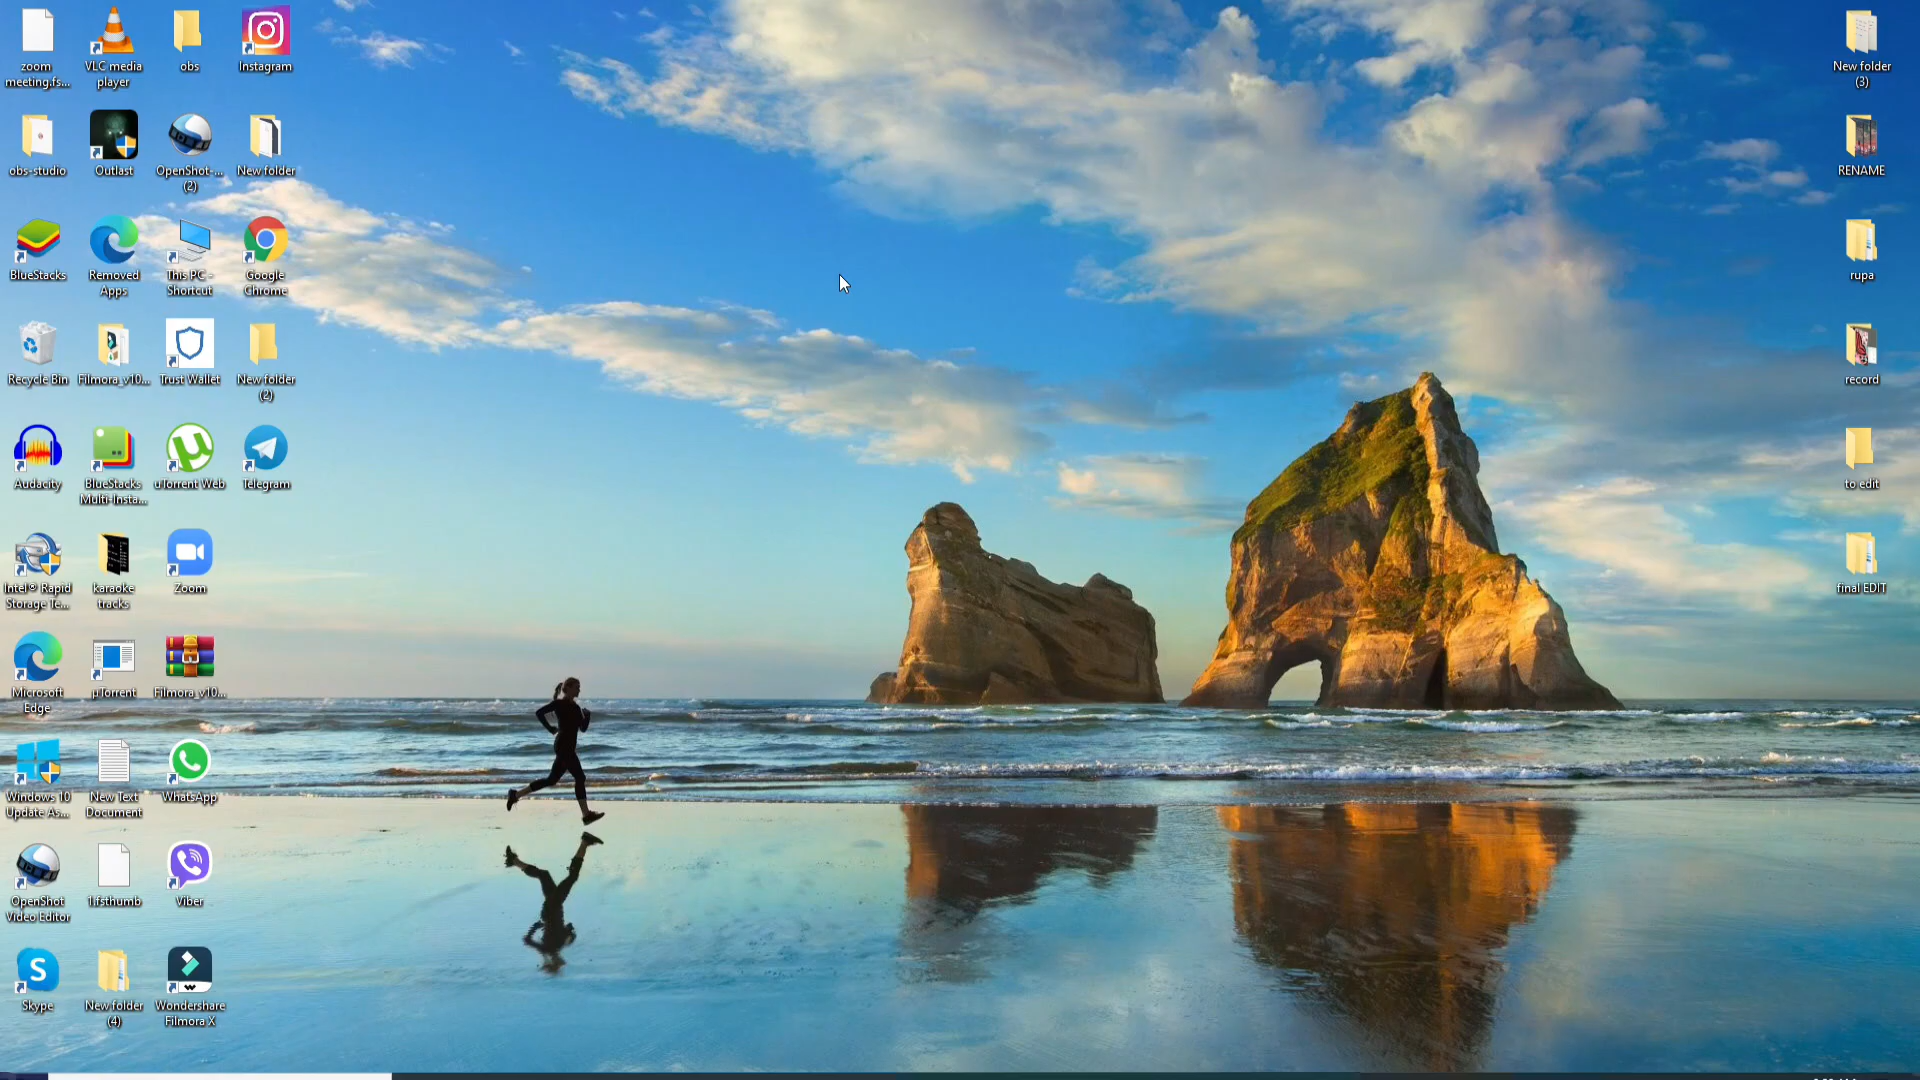 zoom
meeting.fs...
VLC media
player
obs
Instagram
New folder
(3)
obs-studio
Outlast
OpenShot-...
(2)
New folder
RENAME
BlueStacks
Removed
Apps
This PC -
Shortcut
Google
Chrome
rupa
Recycle Bin
Filmora_v10...
Trust Wallet
New folder
(2)
record
Audacity
BlueStacks
Multi-Insta...
uTorrent Web
Telegram
to edit
Intel® Rapid
Storage Te...
karaoke
tracks
Zoom
final EDIT
Microsoft
Edge
µTorrent
Filmora_v10...
Windows 10
Update As...
New Text
Document
WhatsApp
OpenShot
Video Editor
1.fsthumb
Viber
Skype
New folder
(4)
Wondershare
Filmora X